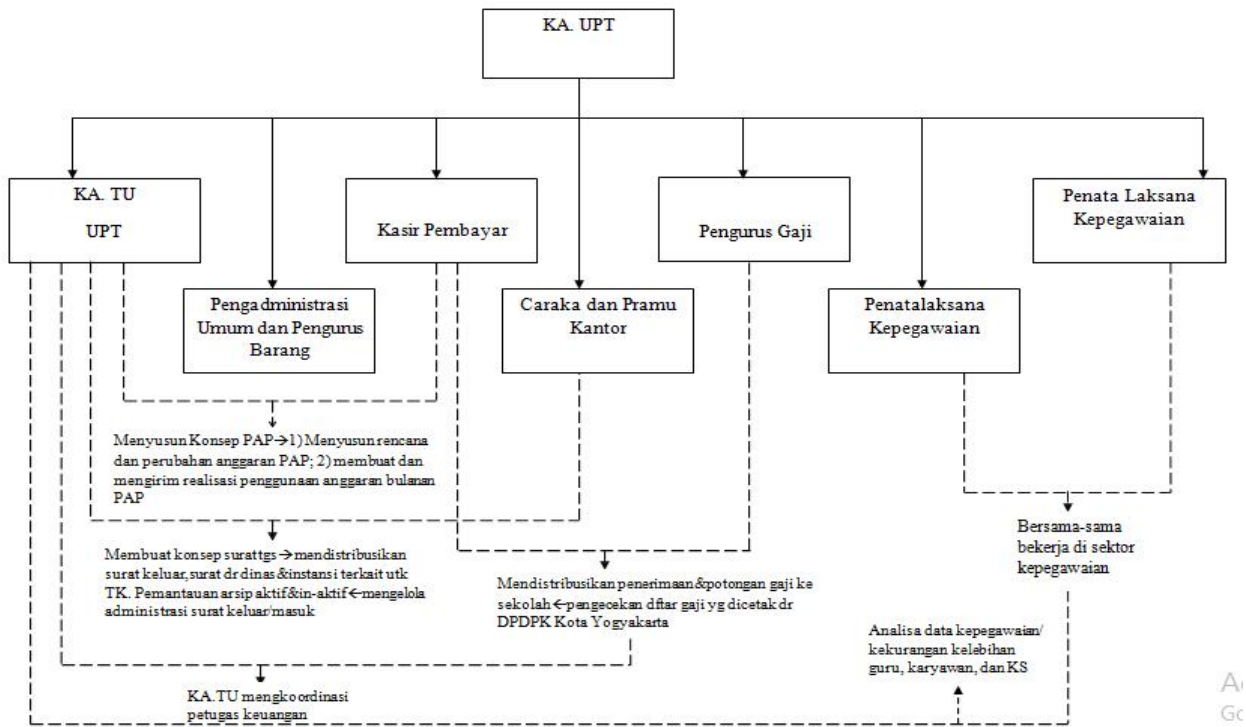 KA. UPT
KA. TU
UPT
Kasir Pembayar
Pengurus Gaji
Penata Laksana
Kepegawaian
Pengadministrasi
Umum dan Pengurus
Barang
Caraka dan Pramu
Kantor
Penatalaksana
Kepegawaian
Menyusun Konsep PAP→1) Menyusun rencana
dan perubahan anggaran PAP; 2) membuat dan
mengirim realisasi penggunaan anggaran bulanan
PAP
Membuat konsep surat tgs→mendistribusikan
surat keluar,surat dr dinas&instansi terkait utk
TK. Pemantauan arsip aktif&in-aktif←mengelola
administrasi surat keluar/masuk
Mendistribusikan penerimaan&potongan gaji ke
sekolah←pengecekan dftar gaji yg dicetak dr
DPDPK Kota Yogyakarta
Bersama-sama
bekerja di sektor
kepegawaian
Analisa data kepegawaian/
kekurangan kelebihan
guru, karyawan, dan KS
KA.TU mengkoordinasi
petugas keuangan